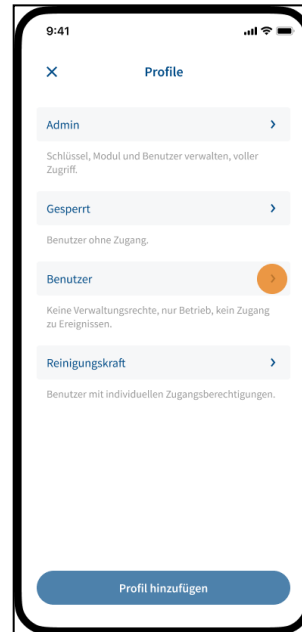 9:41
Profile
Admin
Schlüssel, Modul und Benutzer verwalten, voller
Zugriff.
Gesperrt
Benutzer ohne Zugang.
Benutzer
Keine Verwaltungsrechte, nur Betrieb, kein Zugang
zu Ereignissen.
Reinigungskraft
Benutzer mit individuellen Zugangsberechtigungen.
Profil hinzufügen